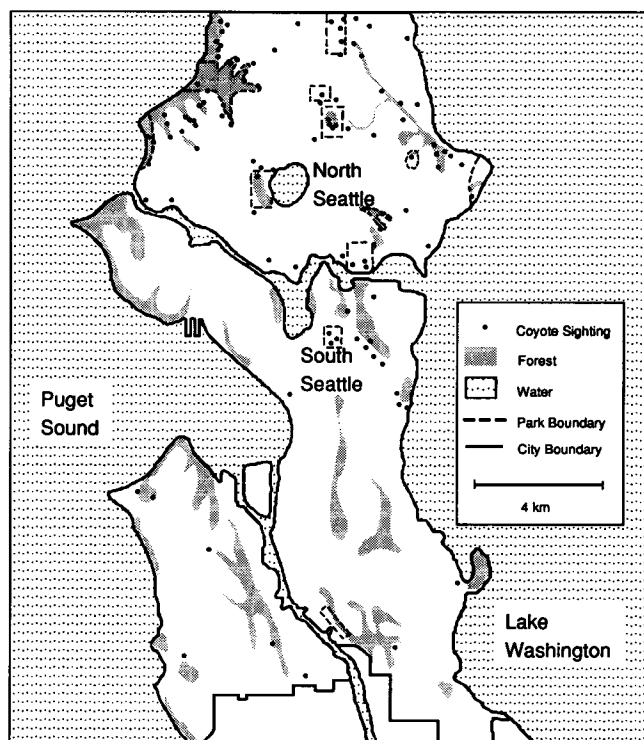 North
Seattle
South
Seattle
Puget
Sound
Coyote Sighting
Forest
Water
Park Boundary
City Boundary
4 km
Lake
Washington